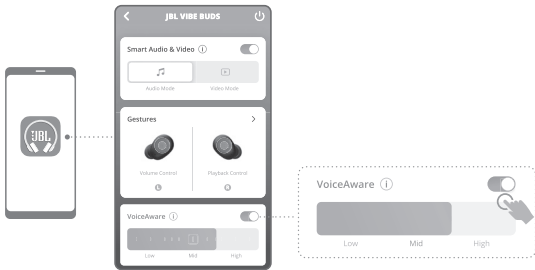 JBL
JBL VIBE BUDS
Smart Audio & Video i
Audio Mode Video Mode
Gestures
Volume Control Playback Control
L R
VoiceAware i
Low Mid High
VoiceAware i
Low Mid High